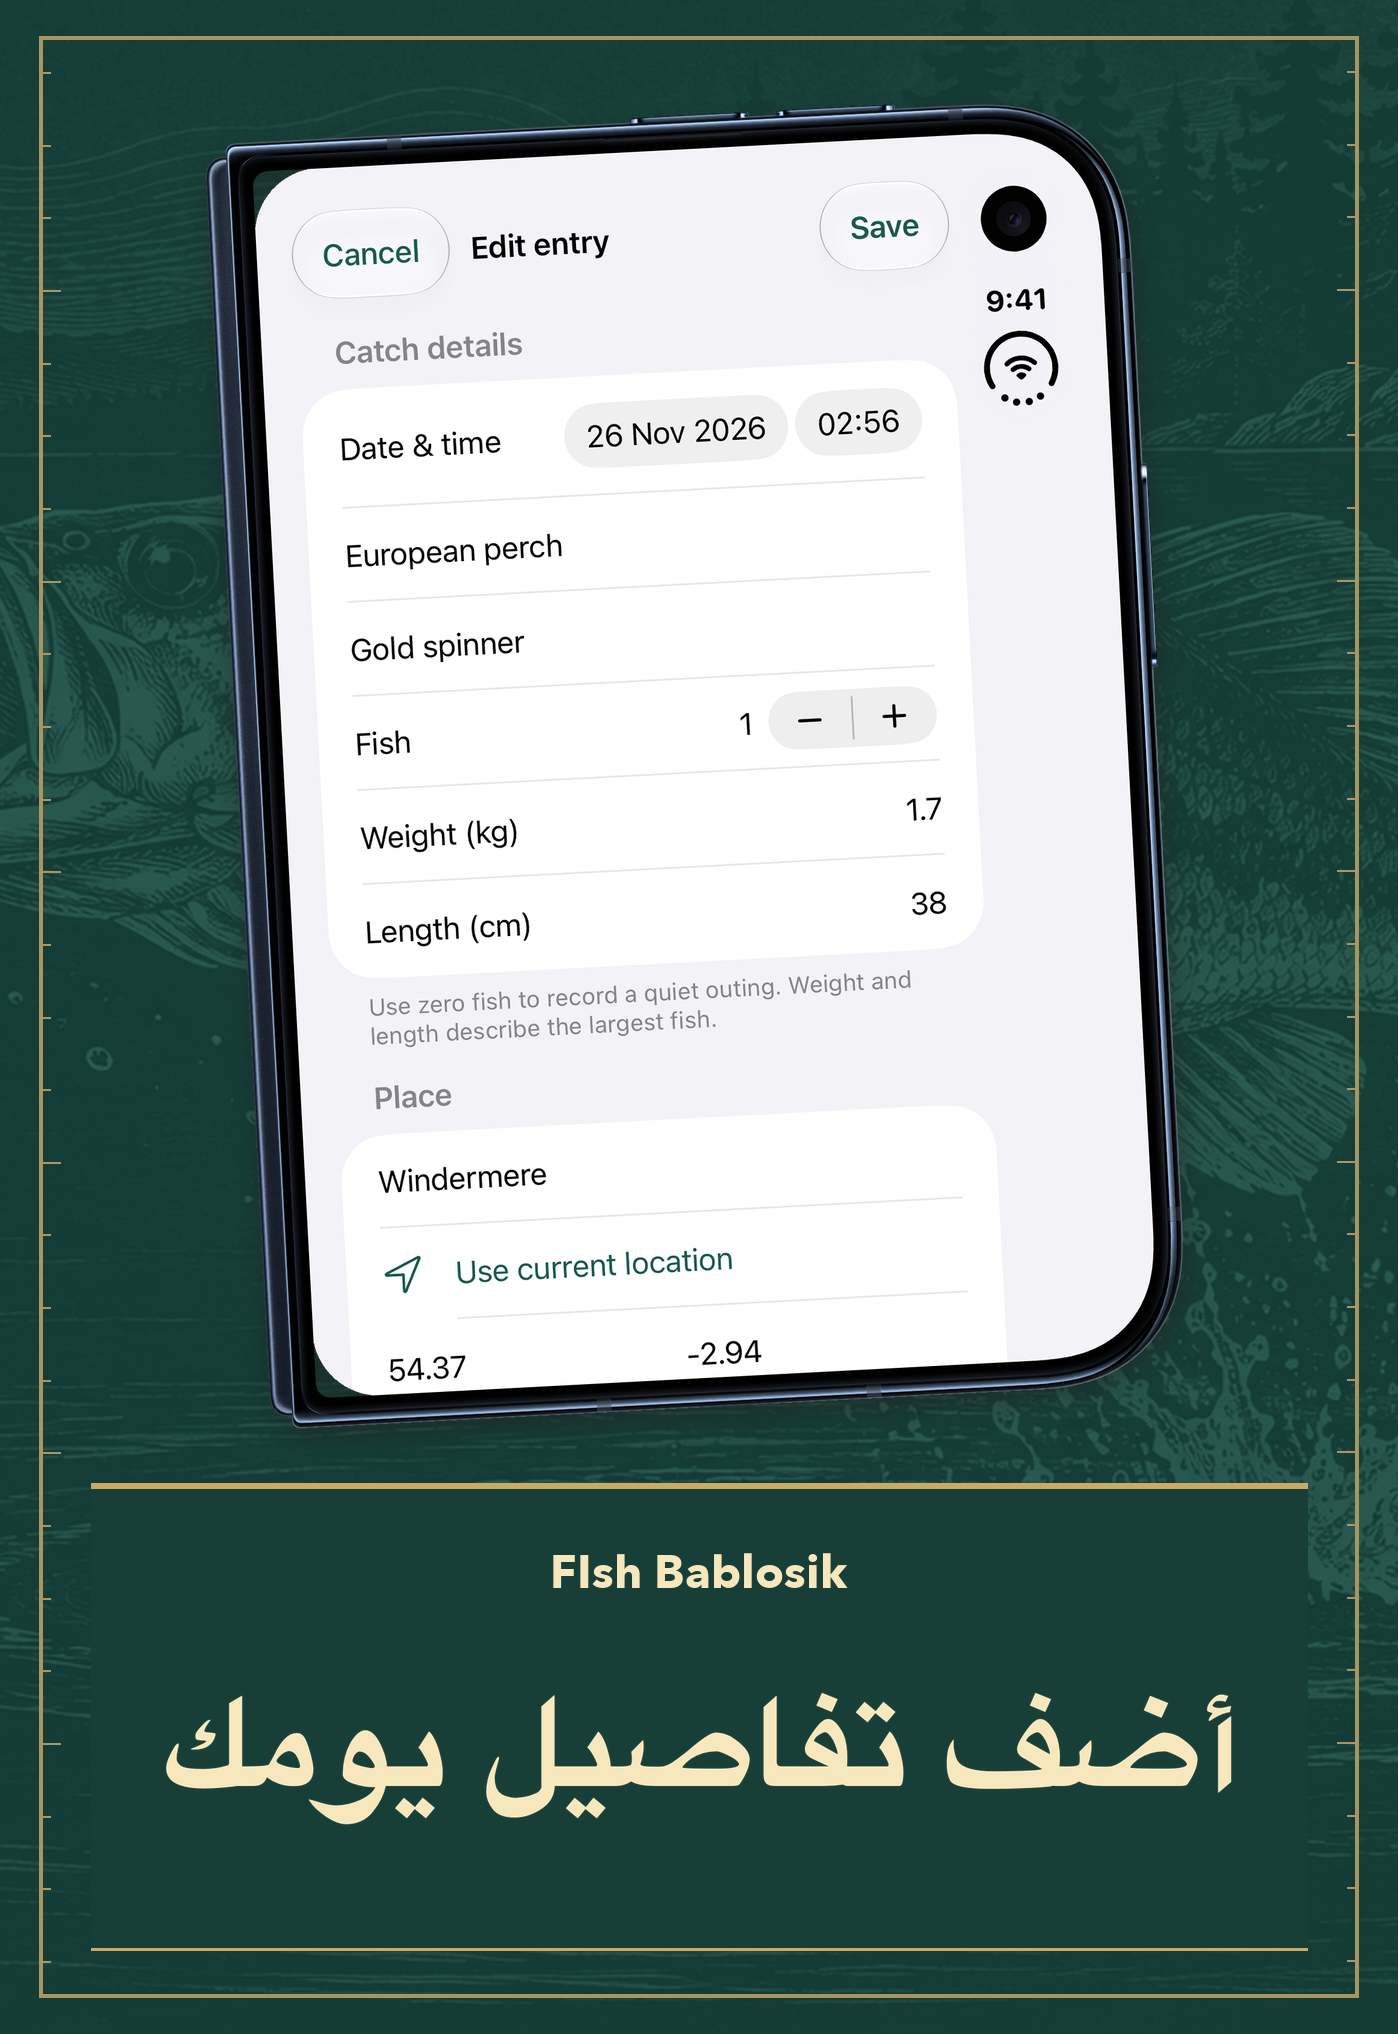 Cancel
Edit entry
Save
9:41
Catch details
Date & time
26 Nov 2026
02:56
European perch
Gold spinner
Fish
1
Weight (kg)
1.7
Length (cm)
38
Use zero fish to record a quiet outing. Weight and
length describe the largest fish.
Place
Windermere
Use current location
54.37
-2.94
FIsh Bablosik
أضف تفاصيل يومك